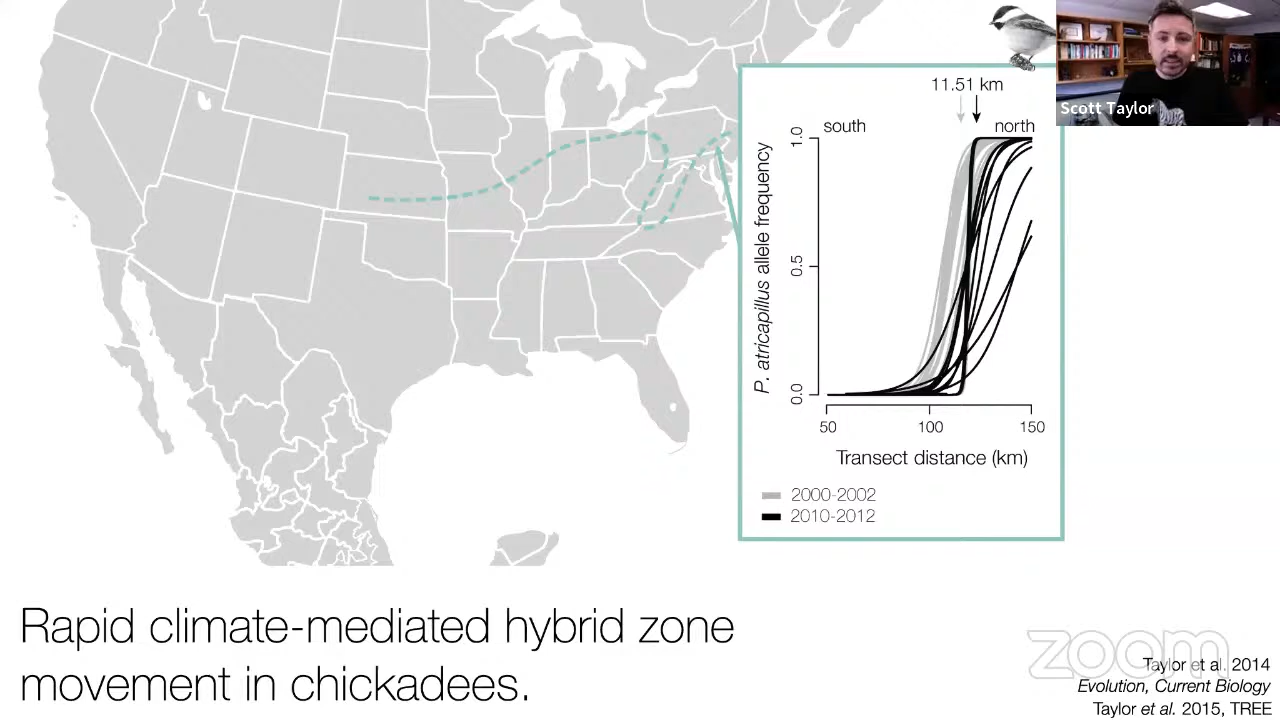 11.51 km
south
north
P. atricapillus allele frequency
1.0
0.5
0.0
50
100
150
Transect distance (km)
2000-2002
2010-2012
Scott Taylor
Rapid climate-mediated hybrid zone
movement in chickadees.
zoom
Taylor et al. 2014
Evolution, Current Biology
Taylor et al. 2015, TREE